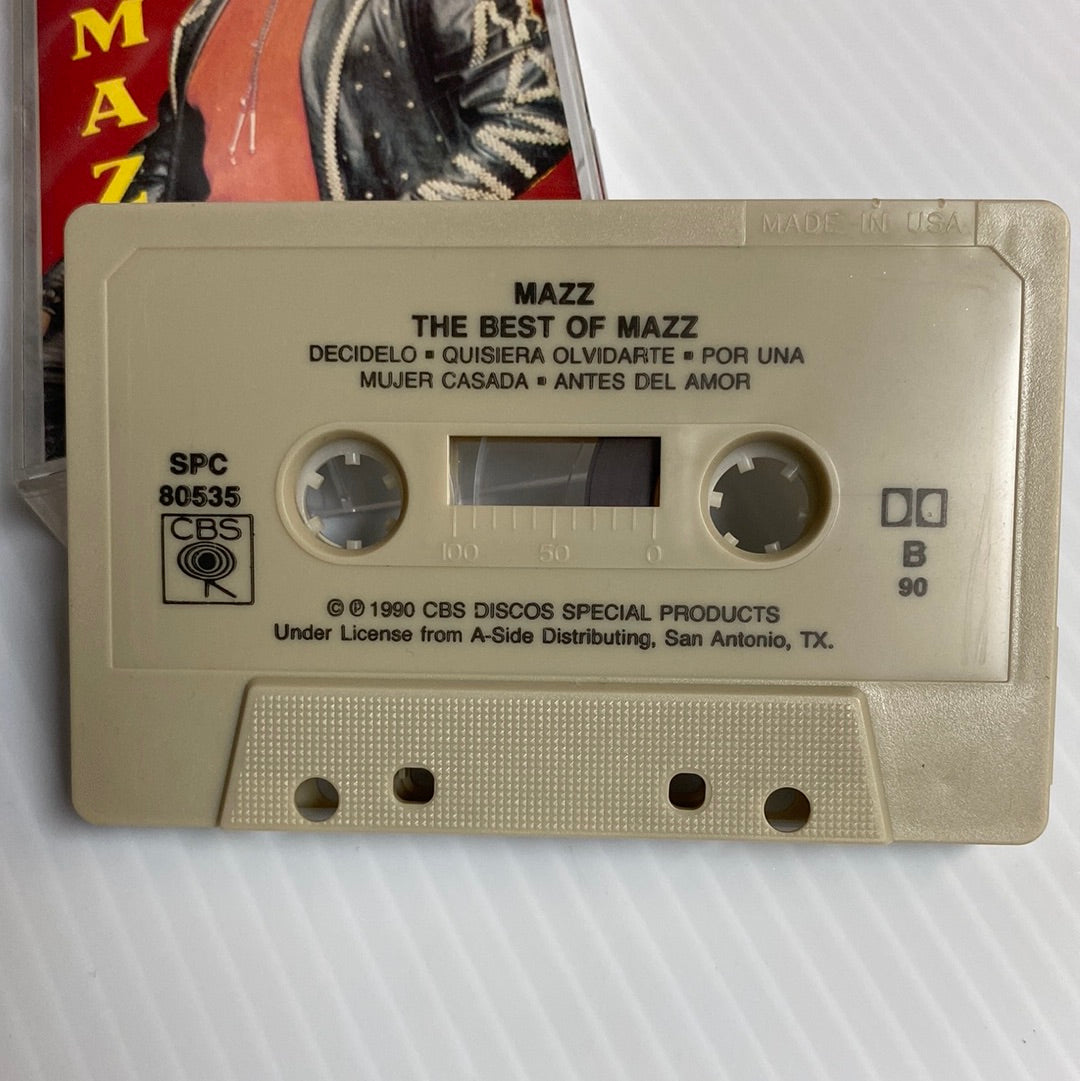 MAZ
MADE IN USA
MAZZ
THE BEST OF MAZZ
DECIDELO ▪ QUISIERA OLVIDARTE ▪ POR UNA
MUJER CASADA ▪ ANTES DEL AMOR
SPC
80535
CBS
100 50 0
B
90
© ℗ 1990 CBS DISCOS SPECIAL PRODUCTS
Under License from A-Side Distributing, San Antonio, TX.